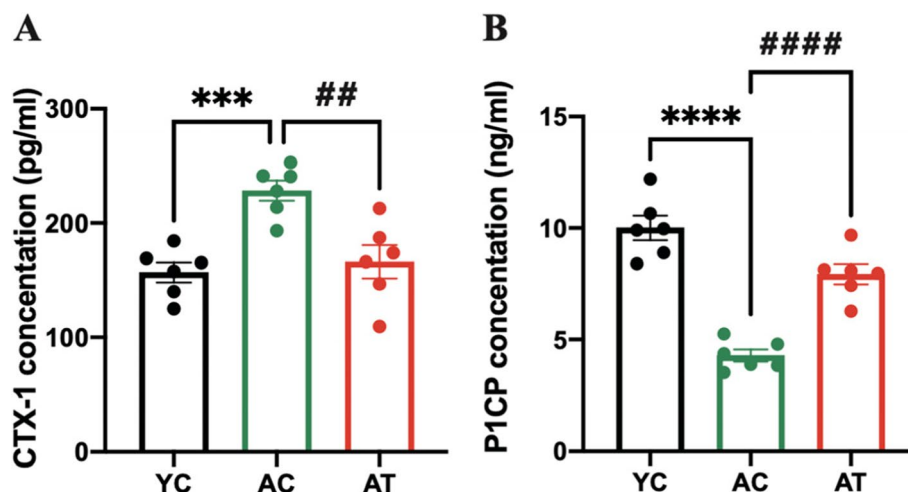 A
CTX-1 concentration (pg/ml)
300
200
100
0
***
##
YC
AC
AT
B
P1CP concentration (ng/ml)
15
10
5
0
****
####
YC
AC
AT